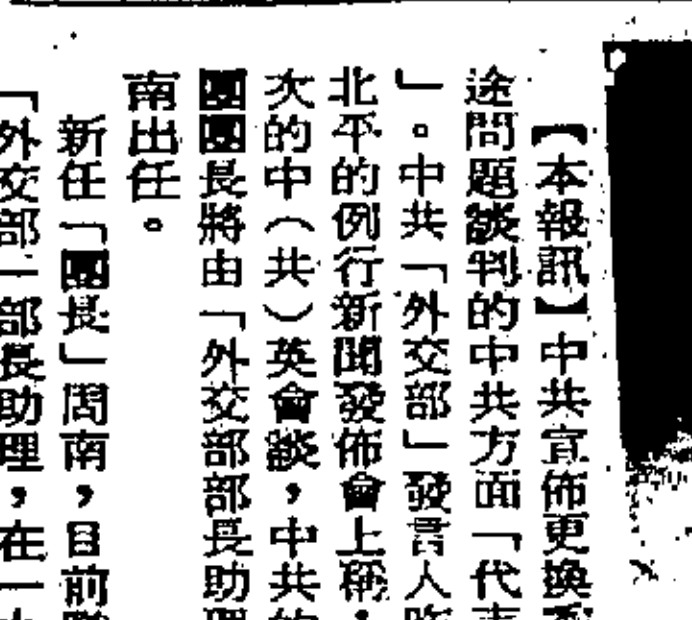 【本報訊】中共宣佈更換
途問題談判的中共方面「代表
」。中共「外交部」發言人昨
北平的例行新聞發佈會上稱，
次的中（共）英會談，中共的
團團長將由「外交部部長助理
南出任。
新任「團長」周南，目前
「外交部」部長助理，在一